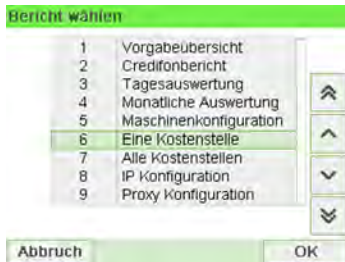 Bericht wählen
1 Vorgabeübersicht
2 Credifonbericht
3 Tagesauswertung
4 Monatliche Auswertung
5 Maschinenkonfiguration
6 Eine Kostenstelle
7 Alle Kostenstellen
8 IP Konfiguration
9 Proxy Konfiguration
Abbruch OK